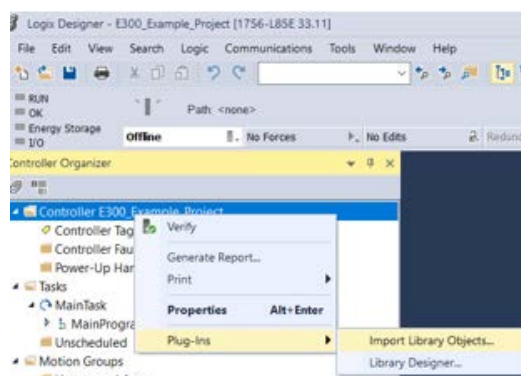 Logix Designer - E300_Example_Project [1756-L85E 33.11]
File Edit View Search Logic Communications Tools Window Help
RUN
OK
Energy Storage
I/O
Path: <none>
Offline No Forces No Edits Redund
Controller Organizer
Controller E300_Example_Project
Controller Tag
Controller Fau
Power-Up Han
Tasks
MainTask
MainProgra
Unscheduled
Motion Groups
Verify
Generate Report...
Print
Properties Alt+Enter
Plug-Ins
Import Library Objects...
Library Designer...